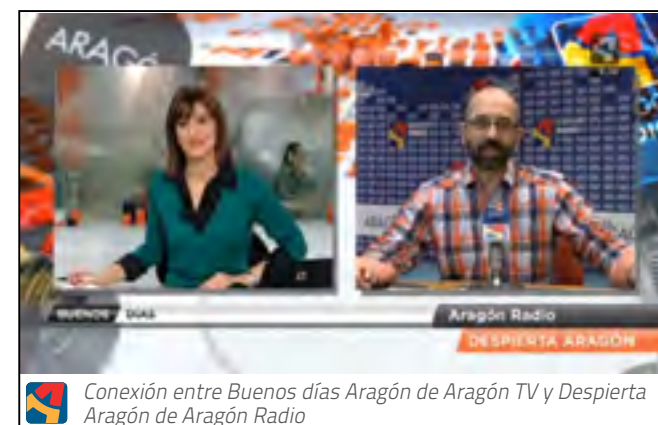 ARAGÓ
BUENOS DÍAS
Aragón Radio
DESPIERTA ARAGÓN
Conexión entre Buenos días Aragón de Aragón TV y Despierta
Aragón de Aragón Radio